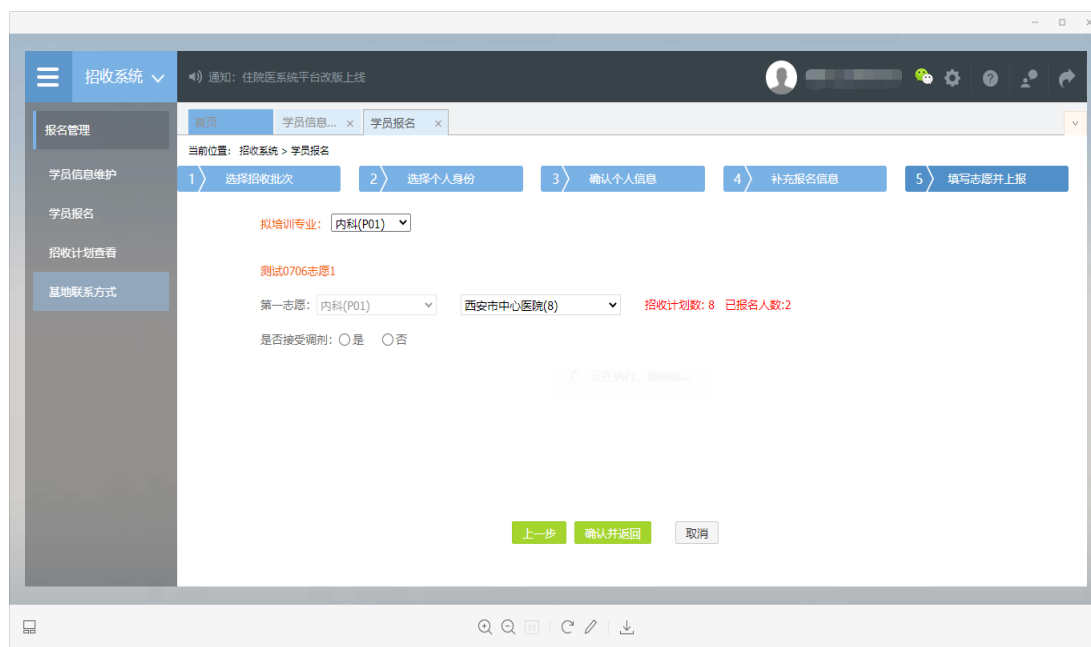 招收系统
通知：住院医系统平台改版上线
报名管理
学员信息维护
学员报名
招收计划查看
基地联系方式
首页 学员信息... × 学员报名 ×
当前位置： 招收系统 > 学员报名
1 选择招收批次 2 选择个人身份 3 确认个人信息 4 补充报名信息 5 填写志愿并上报
拟培训专业： 内科(P01)
测试0706志愿1
第一志愿： 内科(P01) 西安市中心医院(8) 招收计划数: 8 已报名人数:2
是否接受调剂： 是 否
正在执行，请稍候...
上一步 确认并返回 取消
1:1